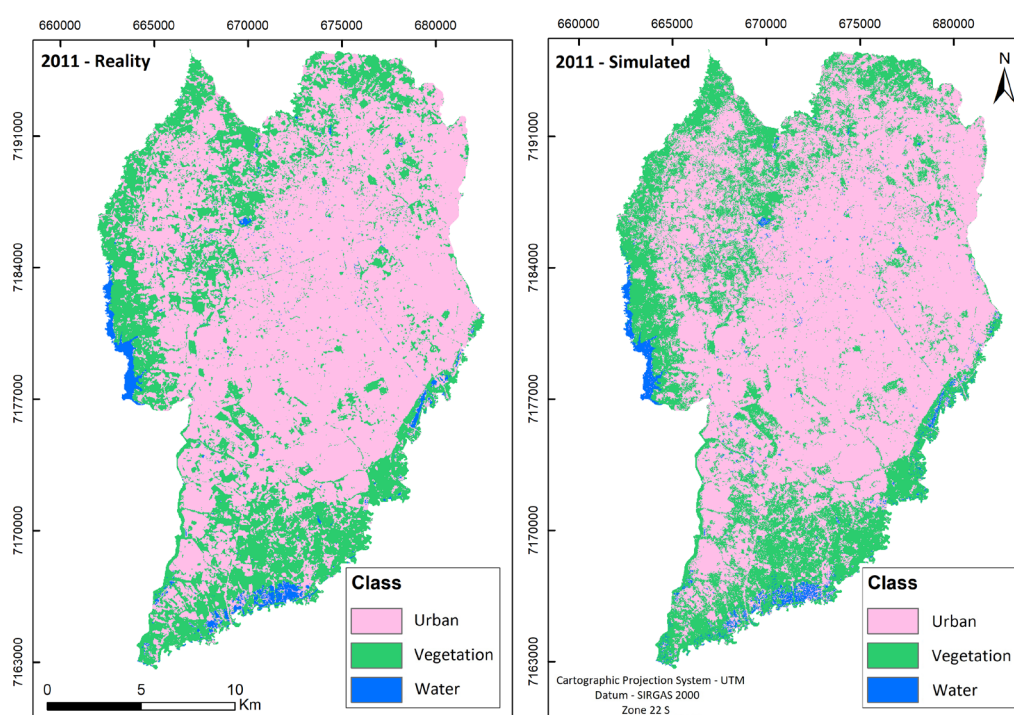 660000 665000 670000 675000 680000
2011 - Reality
7191000
7184000
7177000
7170000
7163000
Class
Urban
Vegetation
Water
0 5 10
Km
660000 665000 670000 675000 680000
2011 - Simulated
N
7191000
7184000
7177000
7170000
7163000
Class
Urban
Vegetation
Water
Cartographic Projection System - UTM
Datum - SIRGAS 2000
Zone 22 S